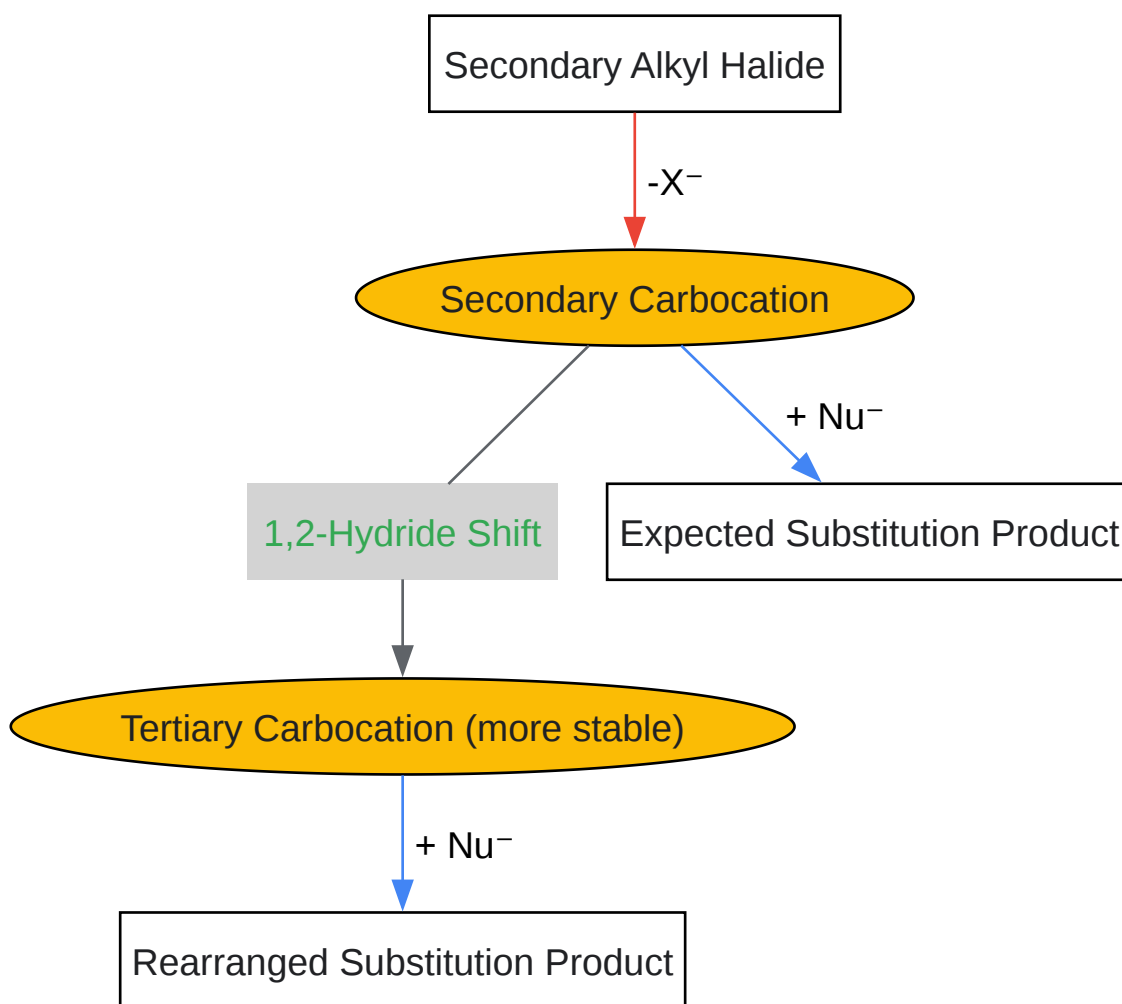 Secondary Alkyl Halide
-X⁻
Secondary Carbocation
+ Nu⁻
1,2-Hydride Shift
Expected Substitution Product
Tertiary Carbocation (more stable)
+ Nu⁻
Rearranged Substitution Product